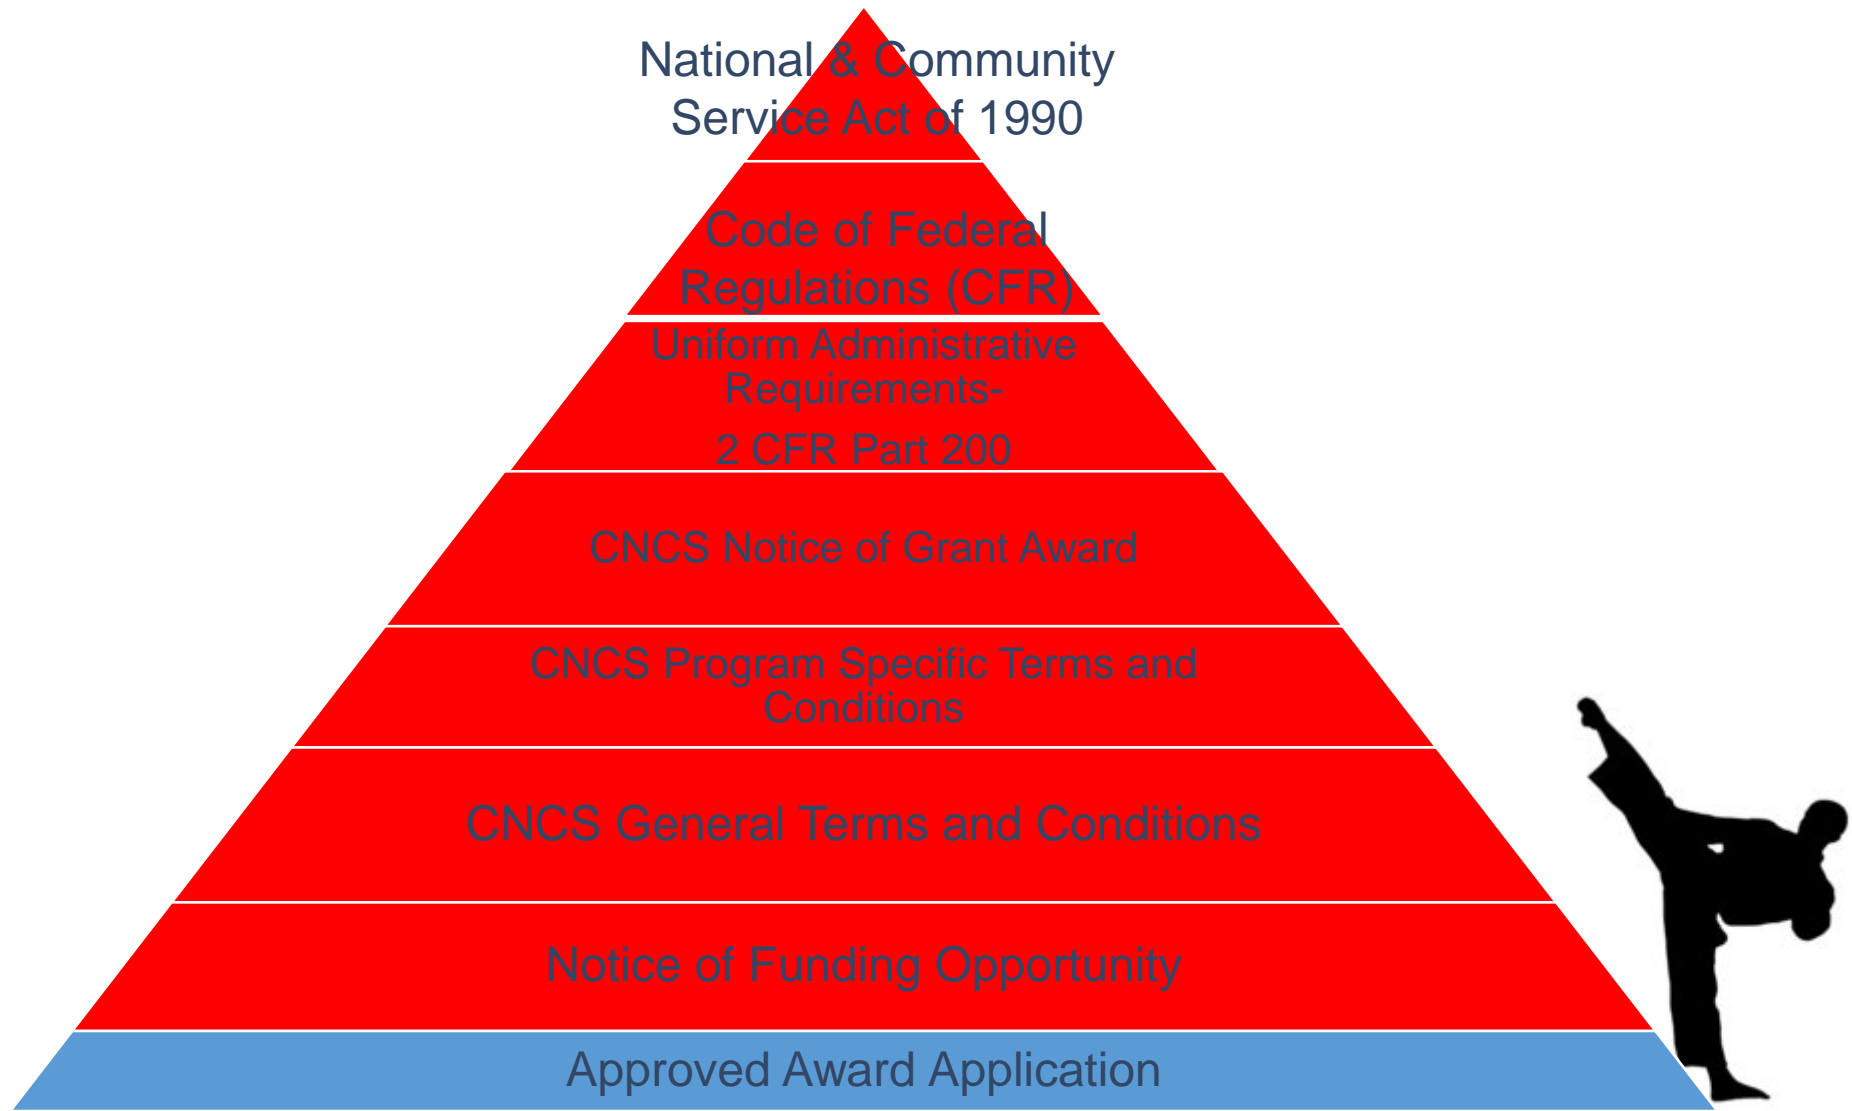 National & Community
Service Act of 1990
Code of Federal
Regulations (CFR)
Uniform Administrative
Requirements-
2 CFR Part 200
CNCS Notice of Grant Award
CNCS Program Specific Terms and
Conditions
CNCS General Terms and Conditions
Notice of Funding Opportunity
Approved Award Application